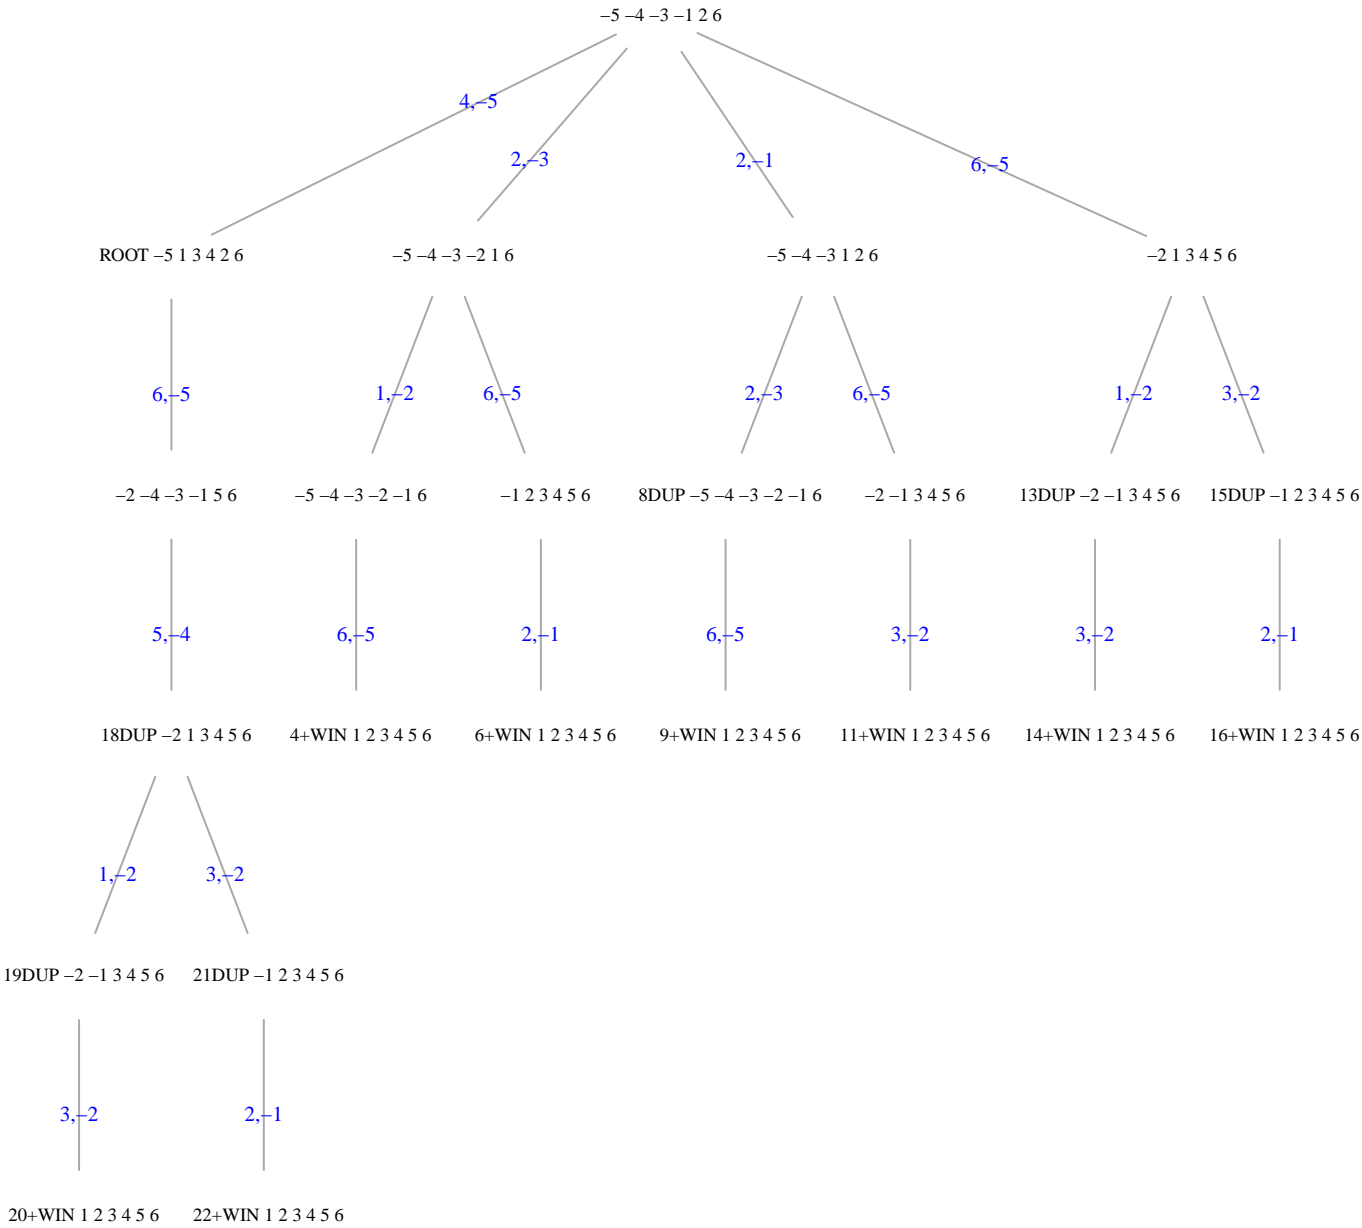 –5 –4 –3 –1 2 6
4,–5
2,–3
2,–1
6,–5
ROOT –5 1 3 4 2 6
–5 –4 –3 –2 1 6
–5 –4 –3 1 2 6
–2 1 3 4 5 6
6,–5
1,–2
6,–5
2,–3
6,–5
1,–2
3,–2
–2 –4 –3 –1 5 6
–5 –4 –3 –2 –1 6
–1 2 3 4 5 6
8DUP –5 –4 –3 –2 –1 6
–2 –1 3 4 5 6
13DUP –2 –1 3 4 5 6
15DUP –1 2 3 4 5 6
5,–4
6,–5
2,–1
6,–5
3,–2
3,–2
2,–1
18DUP –2 1 3 4 5 6
4+WIN 1 2 3 4 5 6
6+WIN 1 2 3 4 5 6
9+WIN 1 2 3 4 5 6
11+WIN 1 2 3 4 5 6
14+WIN 1 2 3 4 5 6
16+WIN 1 2 3 4 5 6
1,–2
3,–2
19DUP –2 –1 3 4 5 6
21DUP –1 2 3 4 5 6
3,–2
2,–1
20+WIN 1 2 3 4 5 6
22+WIN 1 2 3 4 5 6